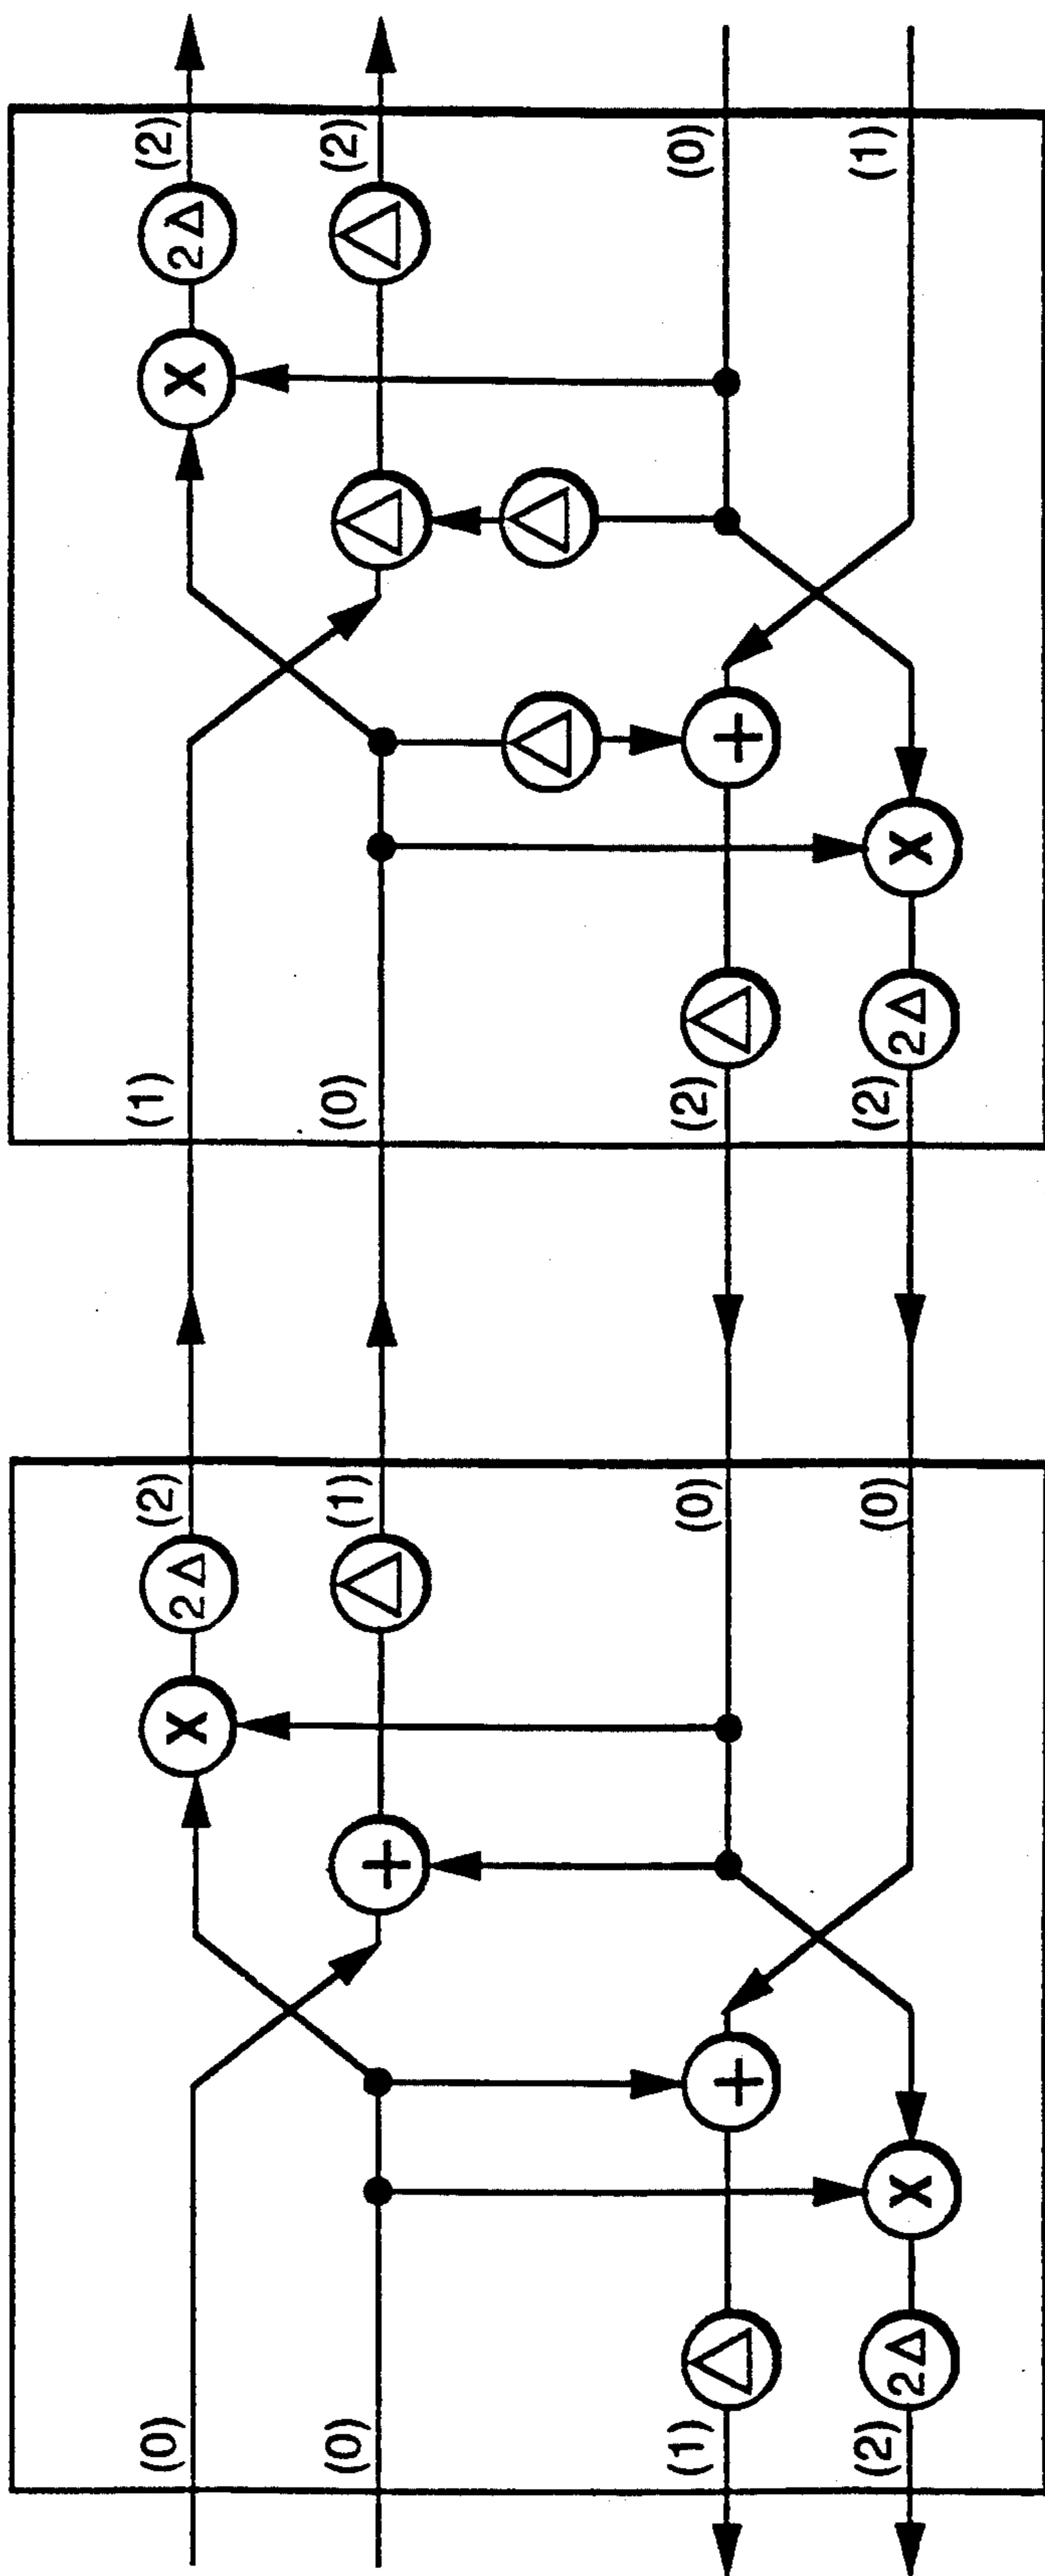 (0) X 2Δ (2) (1) X 2Δ (2)
(0) + Δ (1) (0) Δ Δ (2)
Δ Δ
(1) Δ + (0) (2) Δ + (0)
(2) 2Δ X (0) (2) 2Δ X (1)